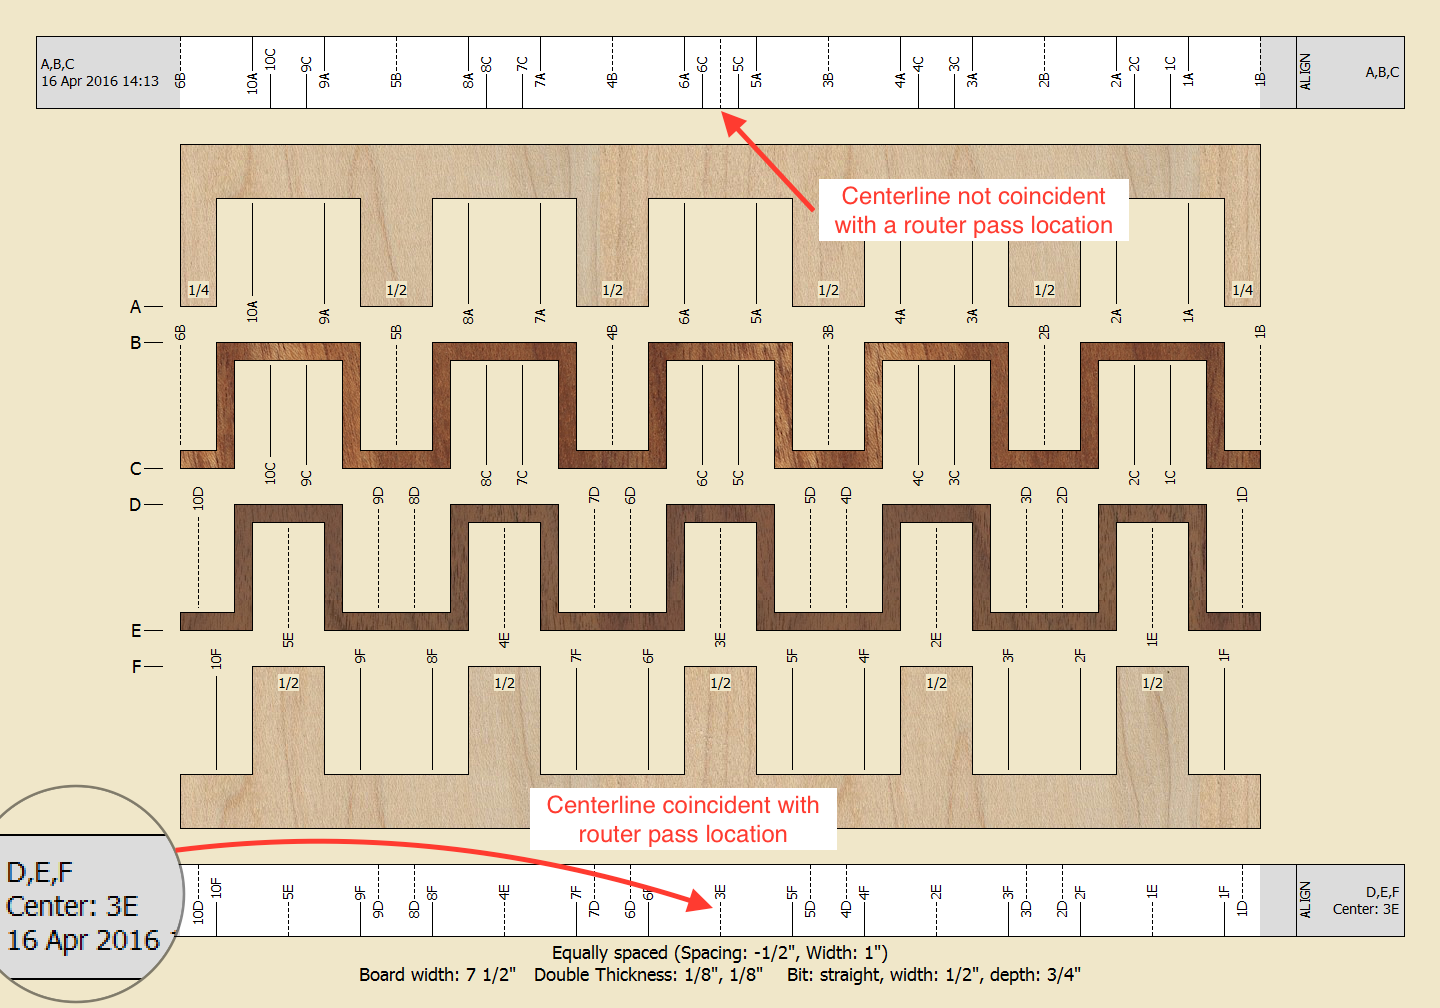 A,B,C
16 Apr 2016 14:13
6B 10A 10C 9C 9A 5B 8A 8C 7C 7A 4B 6A 6C 5C 5A 3B 4A 4C 3C 3A 2B 2A 2C 1C 1A 1B
ALIGN
A,B,C
Centerline not coincident
with a router pass location
1/4 1/2 1/2 1/2 1/2 1/4
A
10A 9A 8A 7A 6A 5A 4A 3A 2A 1A
6B 5B 4B 3B 2B 1B
B
C
10C 9C 8C 7C 6C 5C 4C 3C 2C 1C
10D 9D 8D 7D 6D 5D 4D 3D 2D 1D
D
E
5E 4E 3E 2E 1E
10F 9F 8F 7F 6F 5F 4F 3F 2F 1F
F
1/2 1/2 1/2 1/2 1/2
Centerline coincident with
router pass location
D,E,F
Center: 3E
16 Apr 2016
10D 10F 5E 9F 9D 8D 8F 4E 7F 7D 6D 6F 3E 5F 5D 4D 4F 2E 3F 3D 2D 2F 1E 1F 1D
ALIGN
D,E,F
Center: 3E
Equally spaced (Spacing: -1/2", Width: 1")
Board width: 7 1/2" Double Thickness: 1/8", 1/8" Bit: straight, width: 1/2", depth: 3/4"